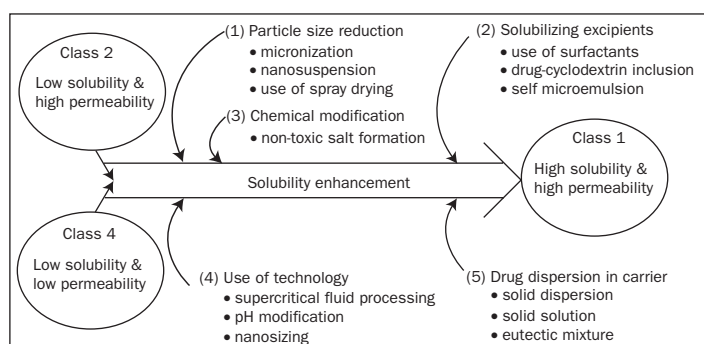 Class 2
Low solubility &
high permeability
(1) Particle size reduction
• micronization
• nanosuspension
• use of spray drying
(2) Solubilizing excipients
• use of surfactants
• drug-cyclodextrin inclusion
• self microemulsion
(3) Chemical modification
• non-toxic salt formation
Class 1
High solubility &
high permeability
Solubility enhancement
Class 4
Low solubility &
low permeability
(4) Use of technology
• supercritical fluid processing
• pH modification
• nanosizing
(5) Drug dispersion in carrier
• solid dispersion
• solid solution
• eutectic mixture